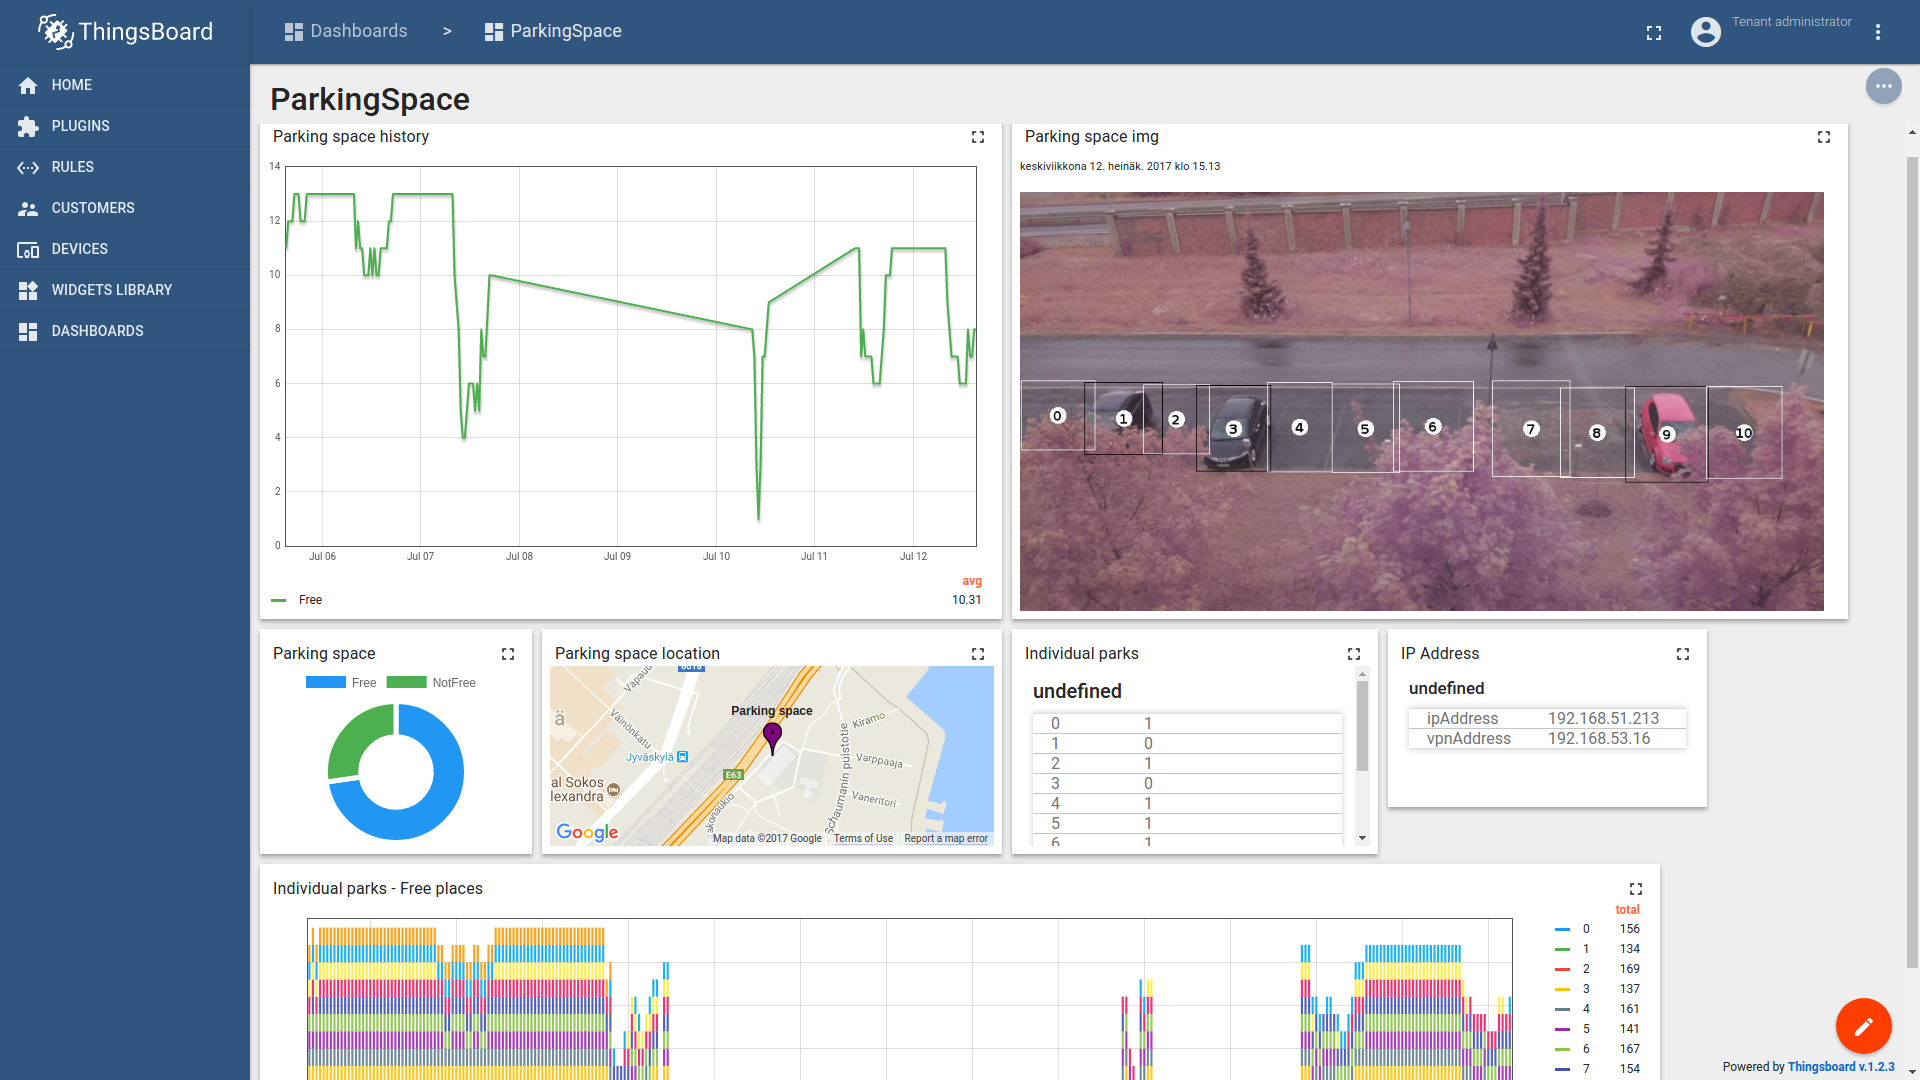 ThingsBoard
Dashboards > ParkingSpace
Tenant administrator
HOME
PLUGINS
RULES
CUSTOMERS
DEVICES
WIDGETS LIBRARY
DASHBOARDS
ParkingSpace
Parking space history
14
12
10
8
6
4
2
0
Jul 06 Jul 07 Jul 08 Jul 09 Jul 10 Jul 11 Jul 12
avg
Free 10.31
Parking space img
keskiviikkona 12. heinäk. 2017 klo 15.13
0 1 2 3 4 5 6 7 8 9 10
Parking space
Free NotFree
Parking space location
Vapaud
Väinönkatu
ä
Parking space
Kiramo
Jyväskylä
Varppaaja
E63
al Sokos
lexandra
Vaneritori
Schaumanin puistotie
Google
Map data ©2017 Google Terms of Use Report a map error
Individual parks
undefined
0 1
1 0
2 1
3 0
4 1
5 1
6 1
IP Address
undefined
ipAddress 192.168.51.213
vpnAddress 192.168.53.16
Individual parks - Free places
total
0 156
1 134
2 169
3 137
4 161
5 141
6 167
7 154
Powered by Thingsboard v.1.2.3